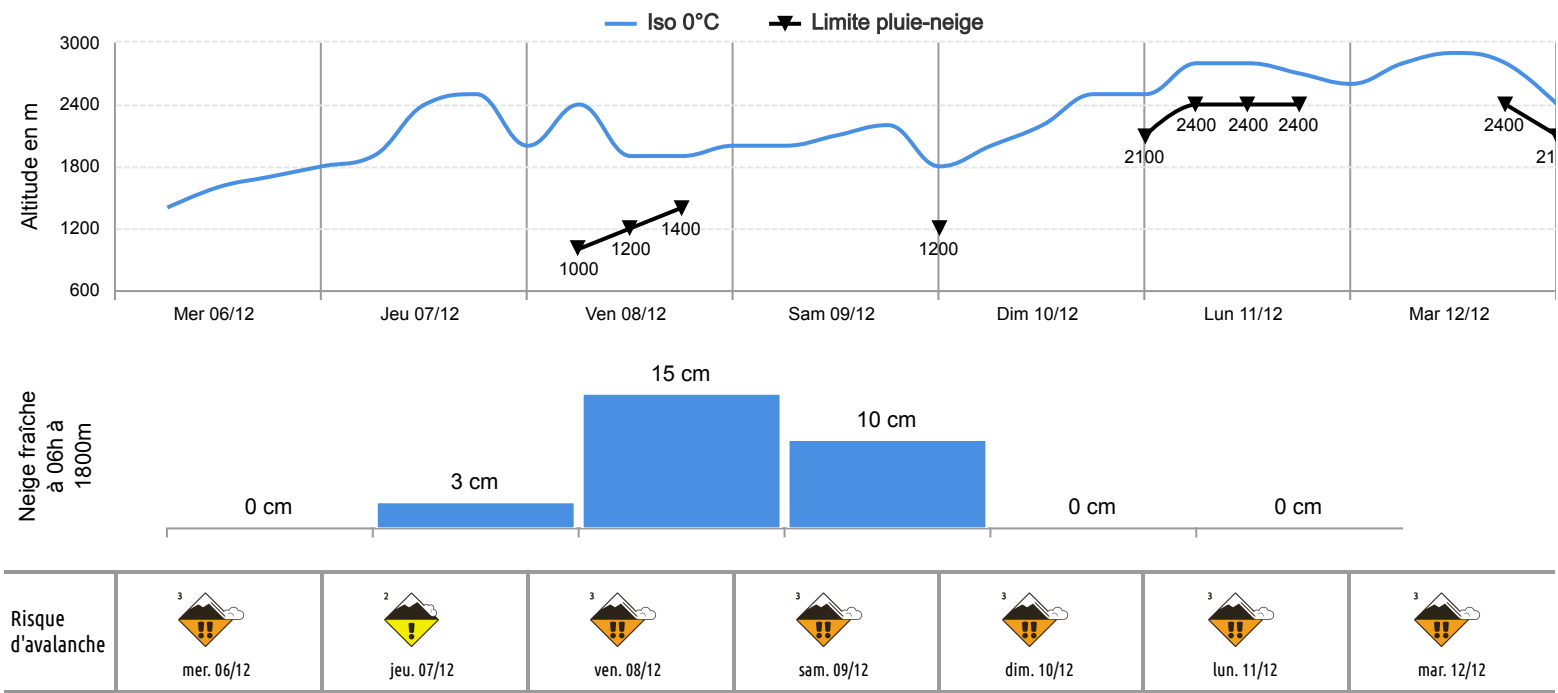 Iso 0°C
Limite pluie-neige
Altitude en m
3000
2400
1800
1200
600
1000
1200
1400
1200
2100
2400
2400
2400
2400
21
Mer 06/12
Jeu 07/12
Ven 08/12
Sam 09/12
Dim 10/12
Lun 11/12
Mar 12/12
Neige fraîche
à 06h à
1800m
0 cm
3 cm
15 cm
10 cm
0 cm
0 cm
Risque
d'avalanche
3
!!
mer. 06/12
2
!
jeu. 07/12
3
!!
ven. 08/12
3
!!
sam. 09/12
3
!!
dim. 10/12
3
!!
lun. 11/12
3
!!
mar. 12/12